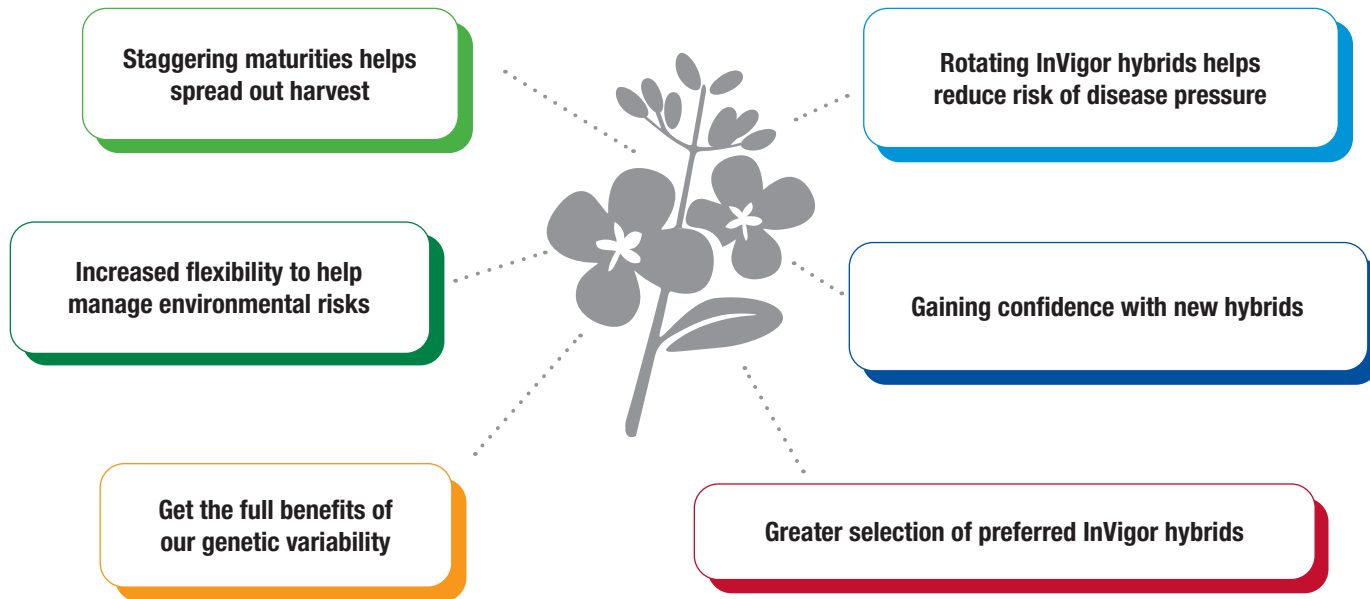 Staggering maturities helps
spread out harvest
Rotating InVigor hybrids helps
reduce risk of disease pressure
Increased flexibility to help
manage environmental risks
Gaining confidence with new hybrids
Get the full benefits of
our genetic variability
Greater selection of preferred InVigor hybrids